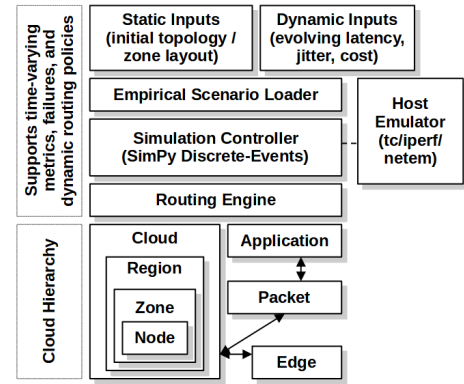 Supports time-varying
metrics, failures, and
dynamic routing policies
Static Inputs
(initial topology /
zone layout)
Dynamic Inputs
(evolving latency,
jitter, cost)
Empirical Scenario Loader
Simulation Controller
(SimPy Discrete-Events)
Host
Emulator
(tc/iperf/
netem)
Routing Engine
Cloud Hierarchy
Cloud
Region
Zone
Node
Application
Packet
Edge